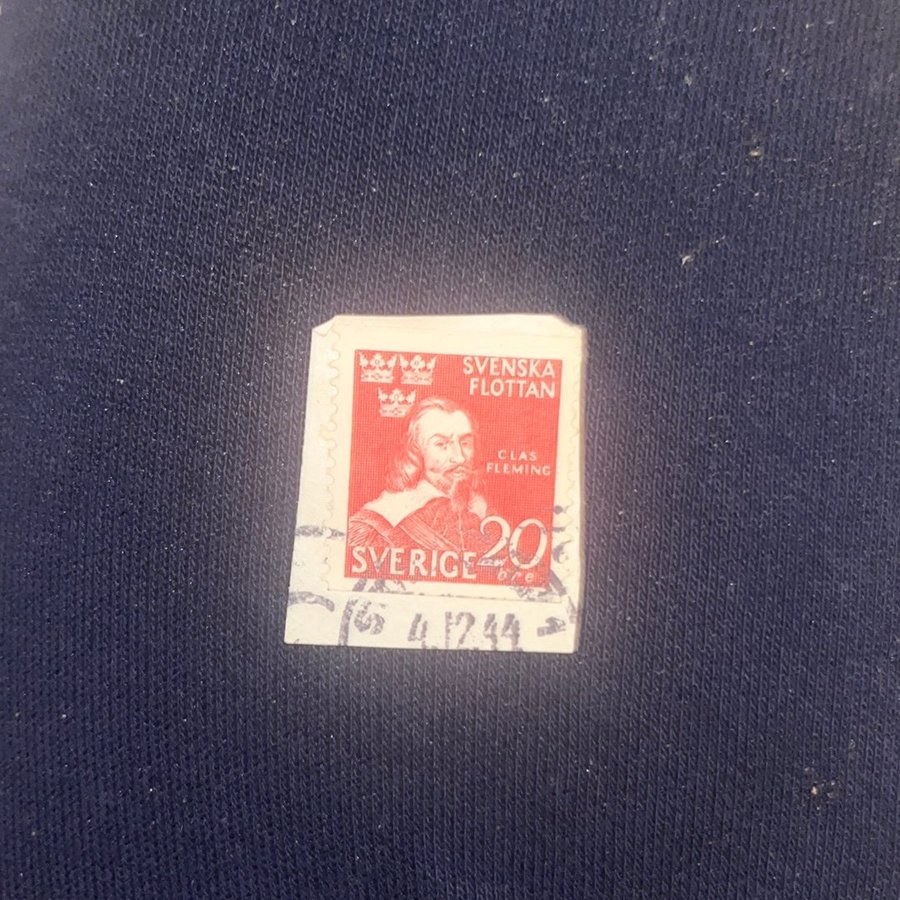 SVENSKA
FLOTTAN
CLAS
FLEMING
SVERIGE 20
öre
4.12.44